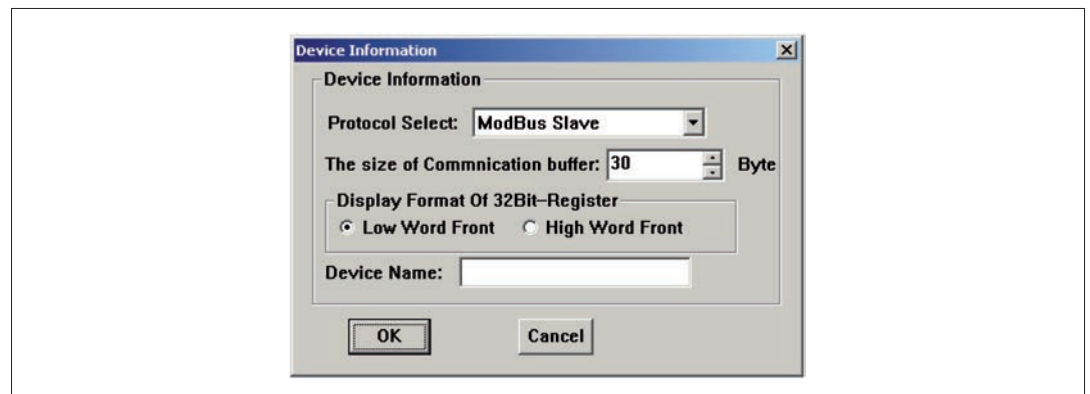 Device Information
Device Information
Protocol Select: ModBus Slave
The size of Commnication buffer: 30 Byte
Display Format Of 32Bit-Register
Low Word Front High Word Front
Device Name:
OK Cancel